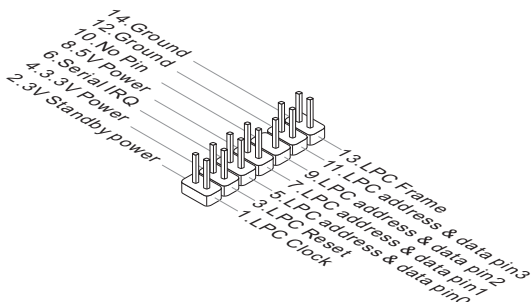 14.Ground
12.Ground
10.No Pin
8.5V Power
6.Serial IRQ
4.3.3V Power
2.3V Standby power
13.LPC Frame
11.LPC address & data pin3
9.LPC address & data pin2
7.LPC address & data pin1
5.LPC address & data pin0
3.LPC Reset
1.LPC Clock